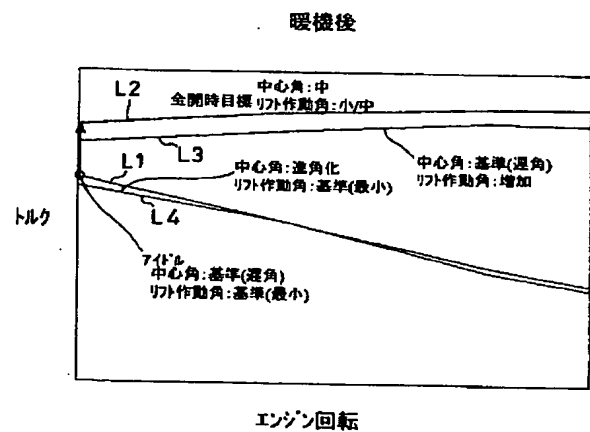 暖機後
L2
全開時目標
中心角:中
リフト作動角:小/中
L3
中心角:基準(遅角)
リフト作動角:増加
L1
中心角:進角化
リフト作動角:基準(最小)
L4
トルク
アイドル
中心角:基準(遅角)
リフト作動角:基準(最小)
エンジン回転